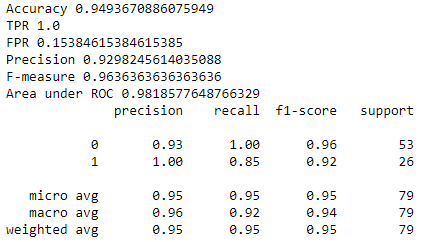 Accuracy 0.9493670886075949
TPR 1.0
FPR 0.15384615384615385
Precision 0.9298245614035088
F-measure 0.9636363636363636
Area under ROC 0.9818577648766329
precision recall f1-score support
0 0.93 1.00 0.96 53
1 1.00 0.85 0.92 26
micro avg 0.95 0.95 0.95 79
macro avg 0.96 0.92 0.94 79
weighted avg 0.95 0.95 0.95 79